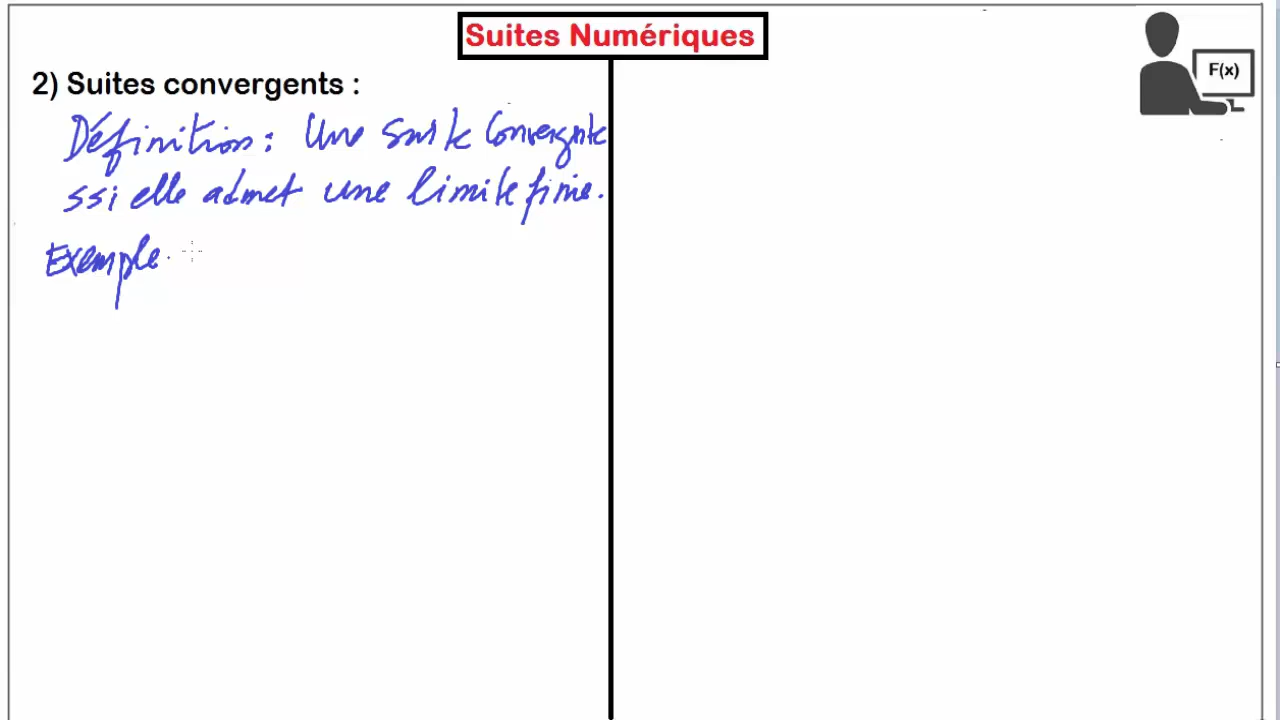 Suites Numériques
F(x)
2) Suites convergents :
Définition : Une suite Convergente
ssi elle admet une limite finie.
Exemple.